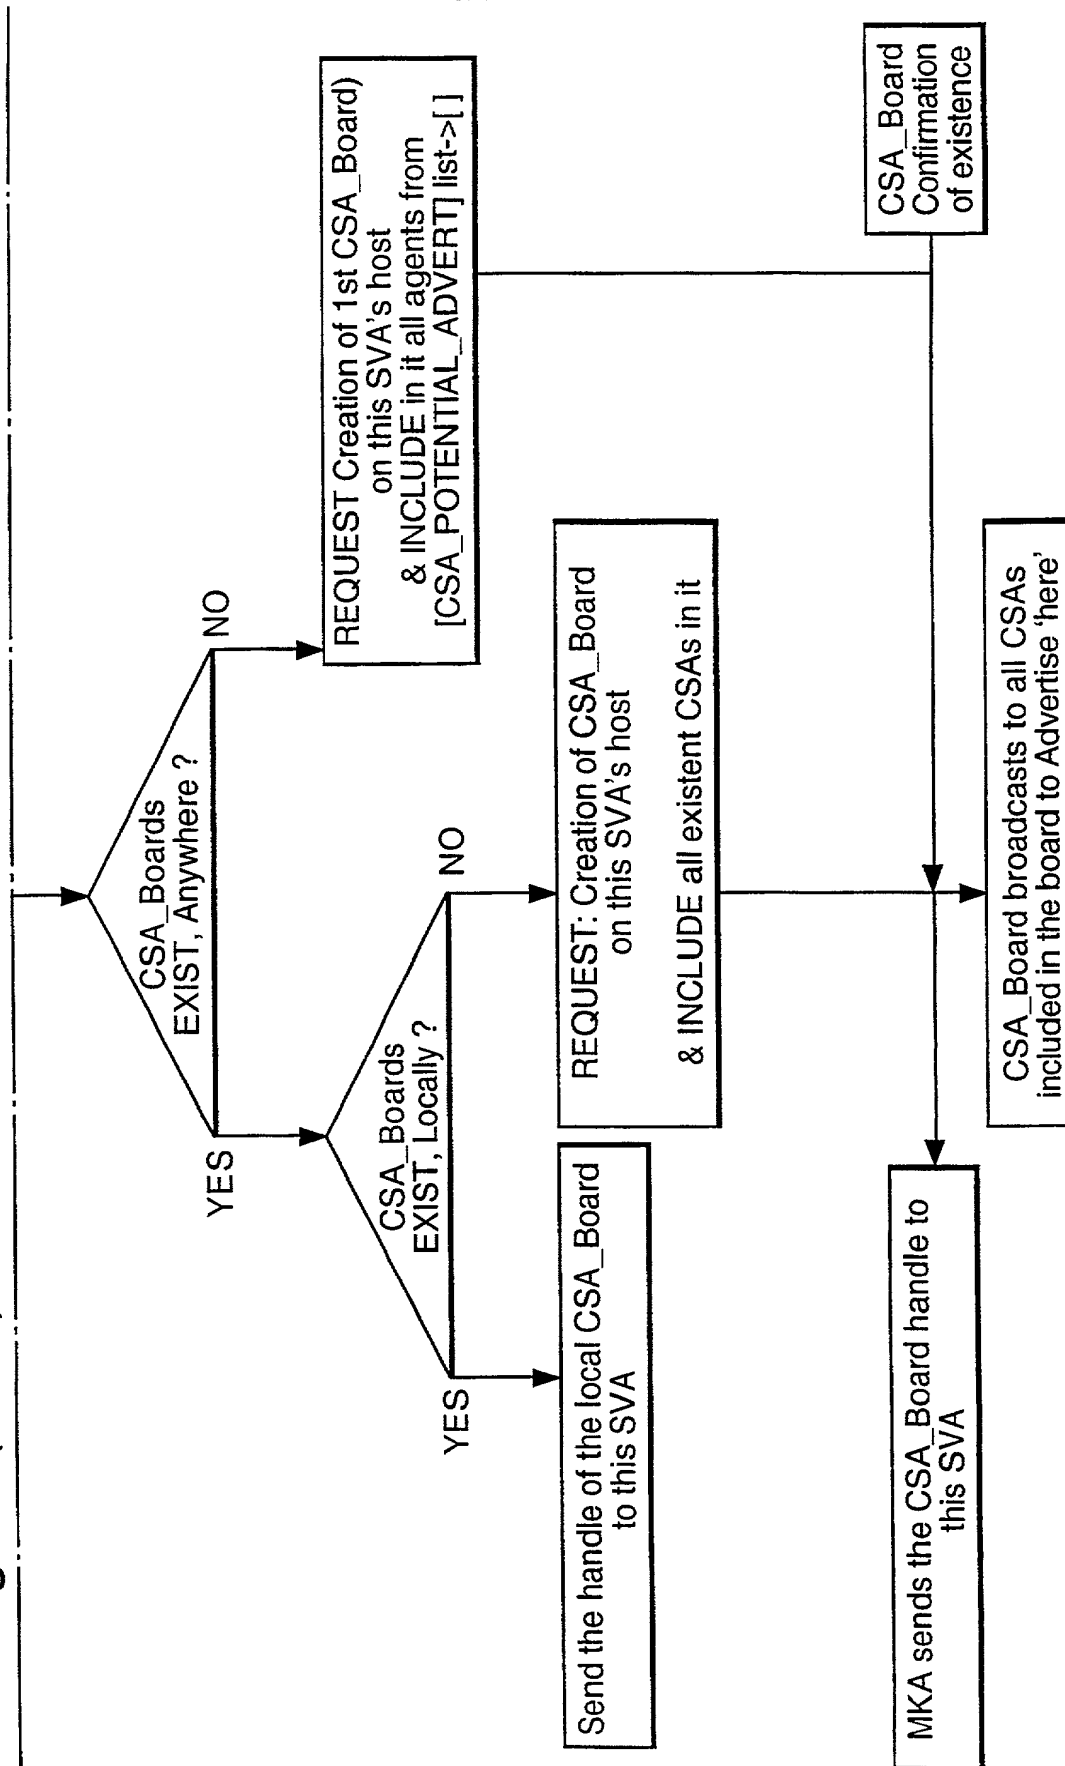 CSA_Boards
EXIST, Anywhere ?
YES
NO
CSA_Boards
EXIST, Locally ?
YES
NO
REQUEST Creation of 1st CSA_Board)
on this SVA's host
& INCLUDE in it all agents from
[CSA_POTENTIAL_ADVERT] list->[ ]
Send the handle of the local CSA_Board
to this SVA
REQUEST: Creation of CSA_Board
on this SVA's host
& INCLUDE all existent CSAs in it
CSA_Board
Confirmation
of existence
MKA sends the CSA_Board handle to
this SVA
CSA_Board broadcasts to all CSAs
included in the board to Advertise 'here'